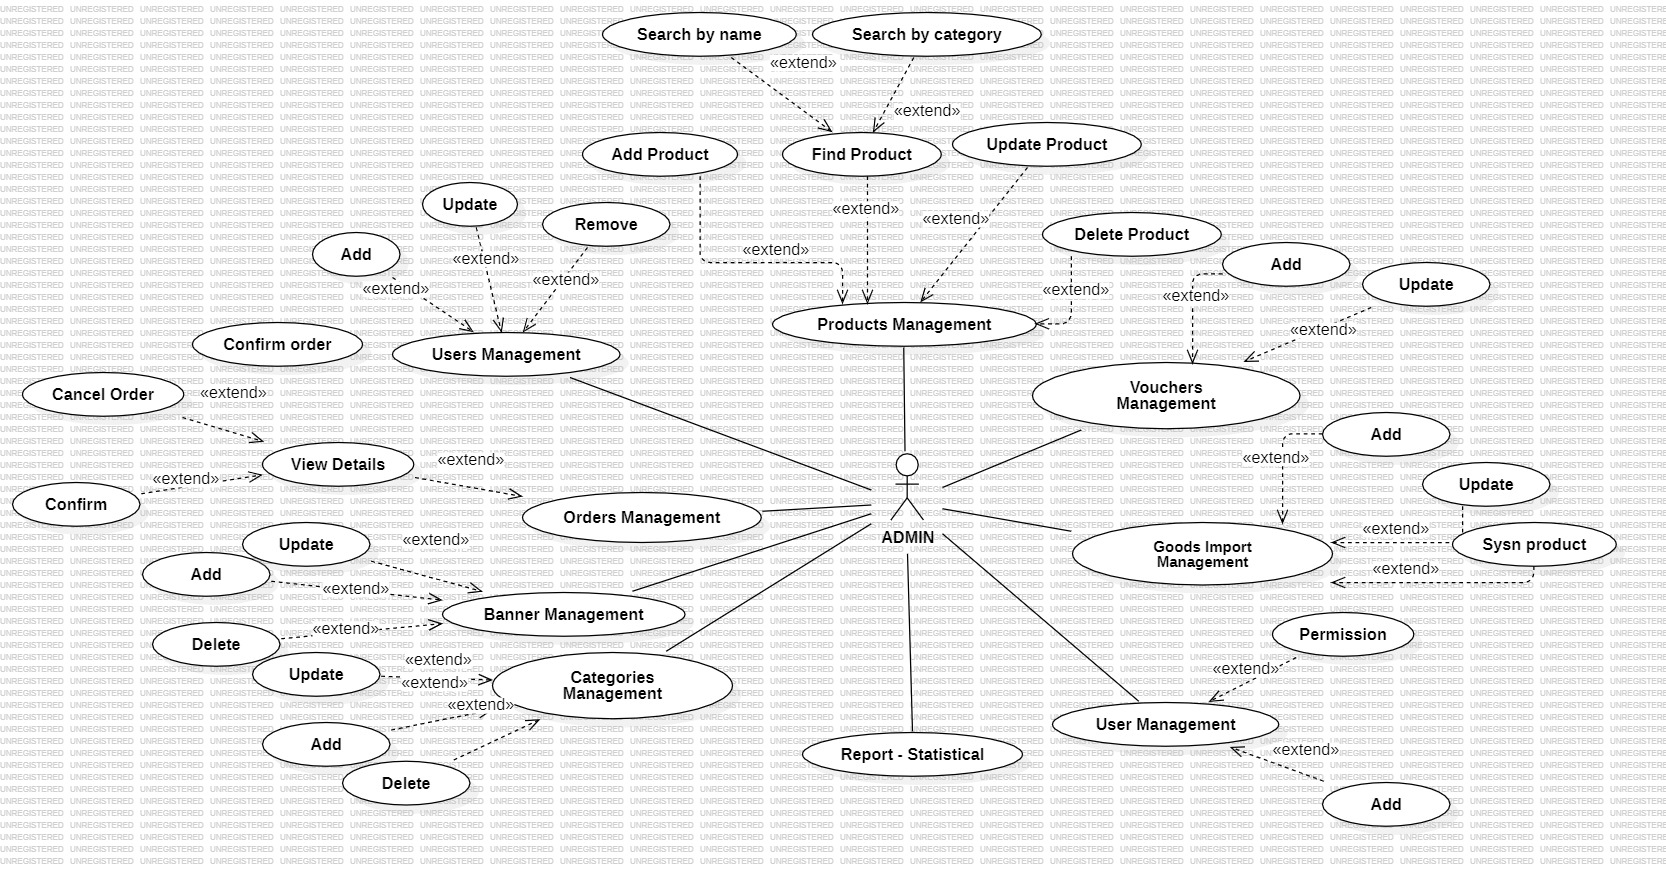 Search by name
Search by category
«extend»
«extend»
Add Product
Find Product
Update Product
Update
Remove
«extend»
«extend»
Delete Product
Add
«extend»
«extend»
Add
Update
«extend»
«extend»
«extend»
«extend»
Products Management
«extend»
Confirm order
Users Management
Cancel Order
«extend»
Vouchers
Management
Add
View Details
«extend»
«extend»
«extend»
Confirm
Update
Orders Management
ADMIN
«extend»
Update
«extend»
Sysn product
Goods Import
Management
Add
«extend»
«extend»
Banner Management
«extend»
Delete
Permission
Update
«extend»
«extend»
Categories
Management
«extend»
«extend»
User Management
Add
Report - Statistical
«extend»
Delete
Add
UNREGISTERED